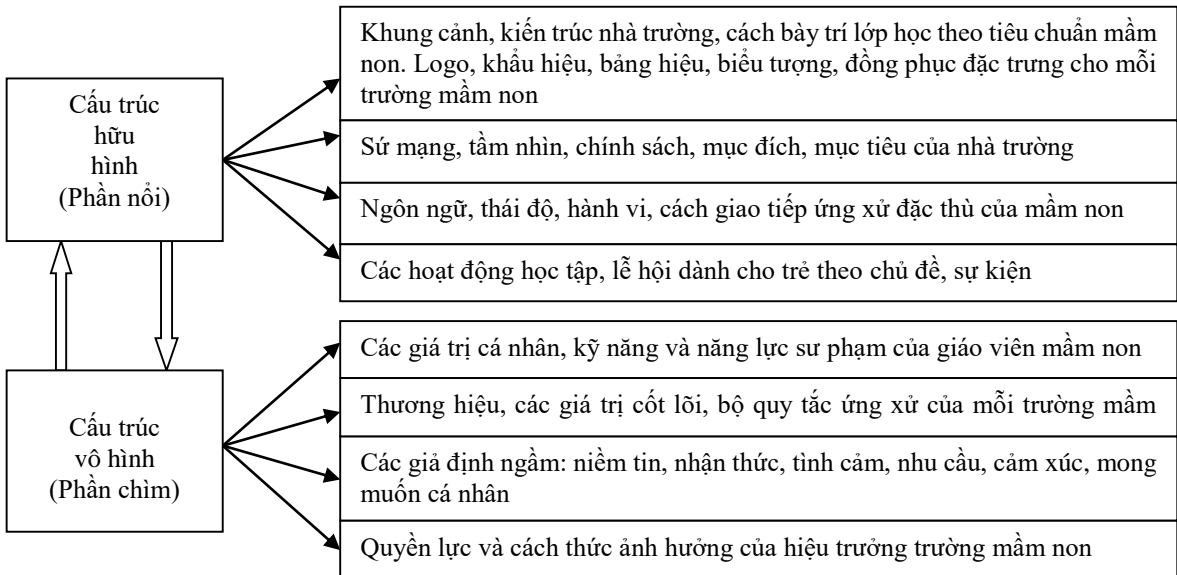 Cấu trúc
hữu
hình
(Phần nổi)
Khung cảnh, kiến trúc nhà trường, cách bày trí lớp học theo tiêu chuẩn mầm
non. Logo, khẩu hiệu, bảng hiệu, biểu tượng, đồng phục đặc trưng cho mỗi
trường mầm non
Sứ mạng, tầm nhìn, chính sách, mục đích, mục tiêu của nhà trường
Ngôn ngữ, thái độ, hành vi, cách giao tiếp ứng xử đặc thù của mầm non
Các hoạt động học tập, lễ hội dành cho trẻ theo chủ đề, sự kiện
Cấu trúc
vô hình
(Phần chìm)
Các giá trị cá nhân, kỹ năng và năng lực sư phạm của giáo viên mầm non
Thương hiệu, các giá trị cốt lõi, bộ quy tắc ứng xử của mỗi trường mầm
Các giả định ngầm: niềm tin, nhận thức, tình cảm, nhu cầu, cảm xúc, mong
muốn cá nhân
Quyền lực và cách thức ảnh hưởng của hiệu trưởng trường mầm non